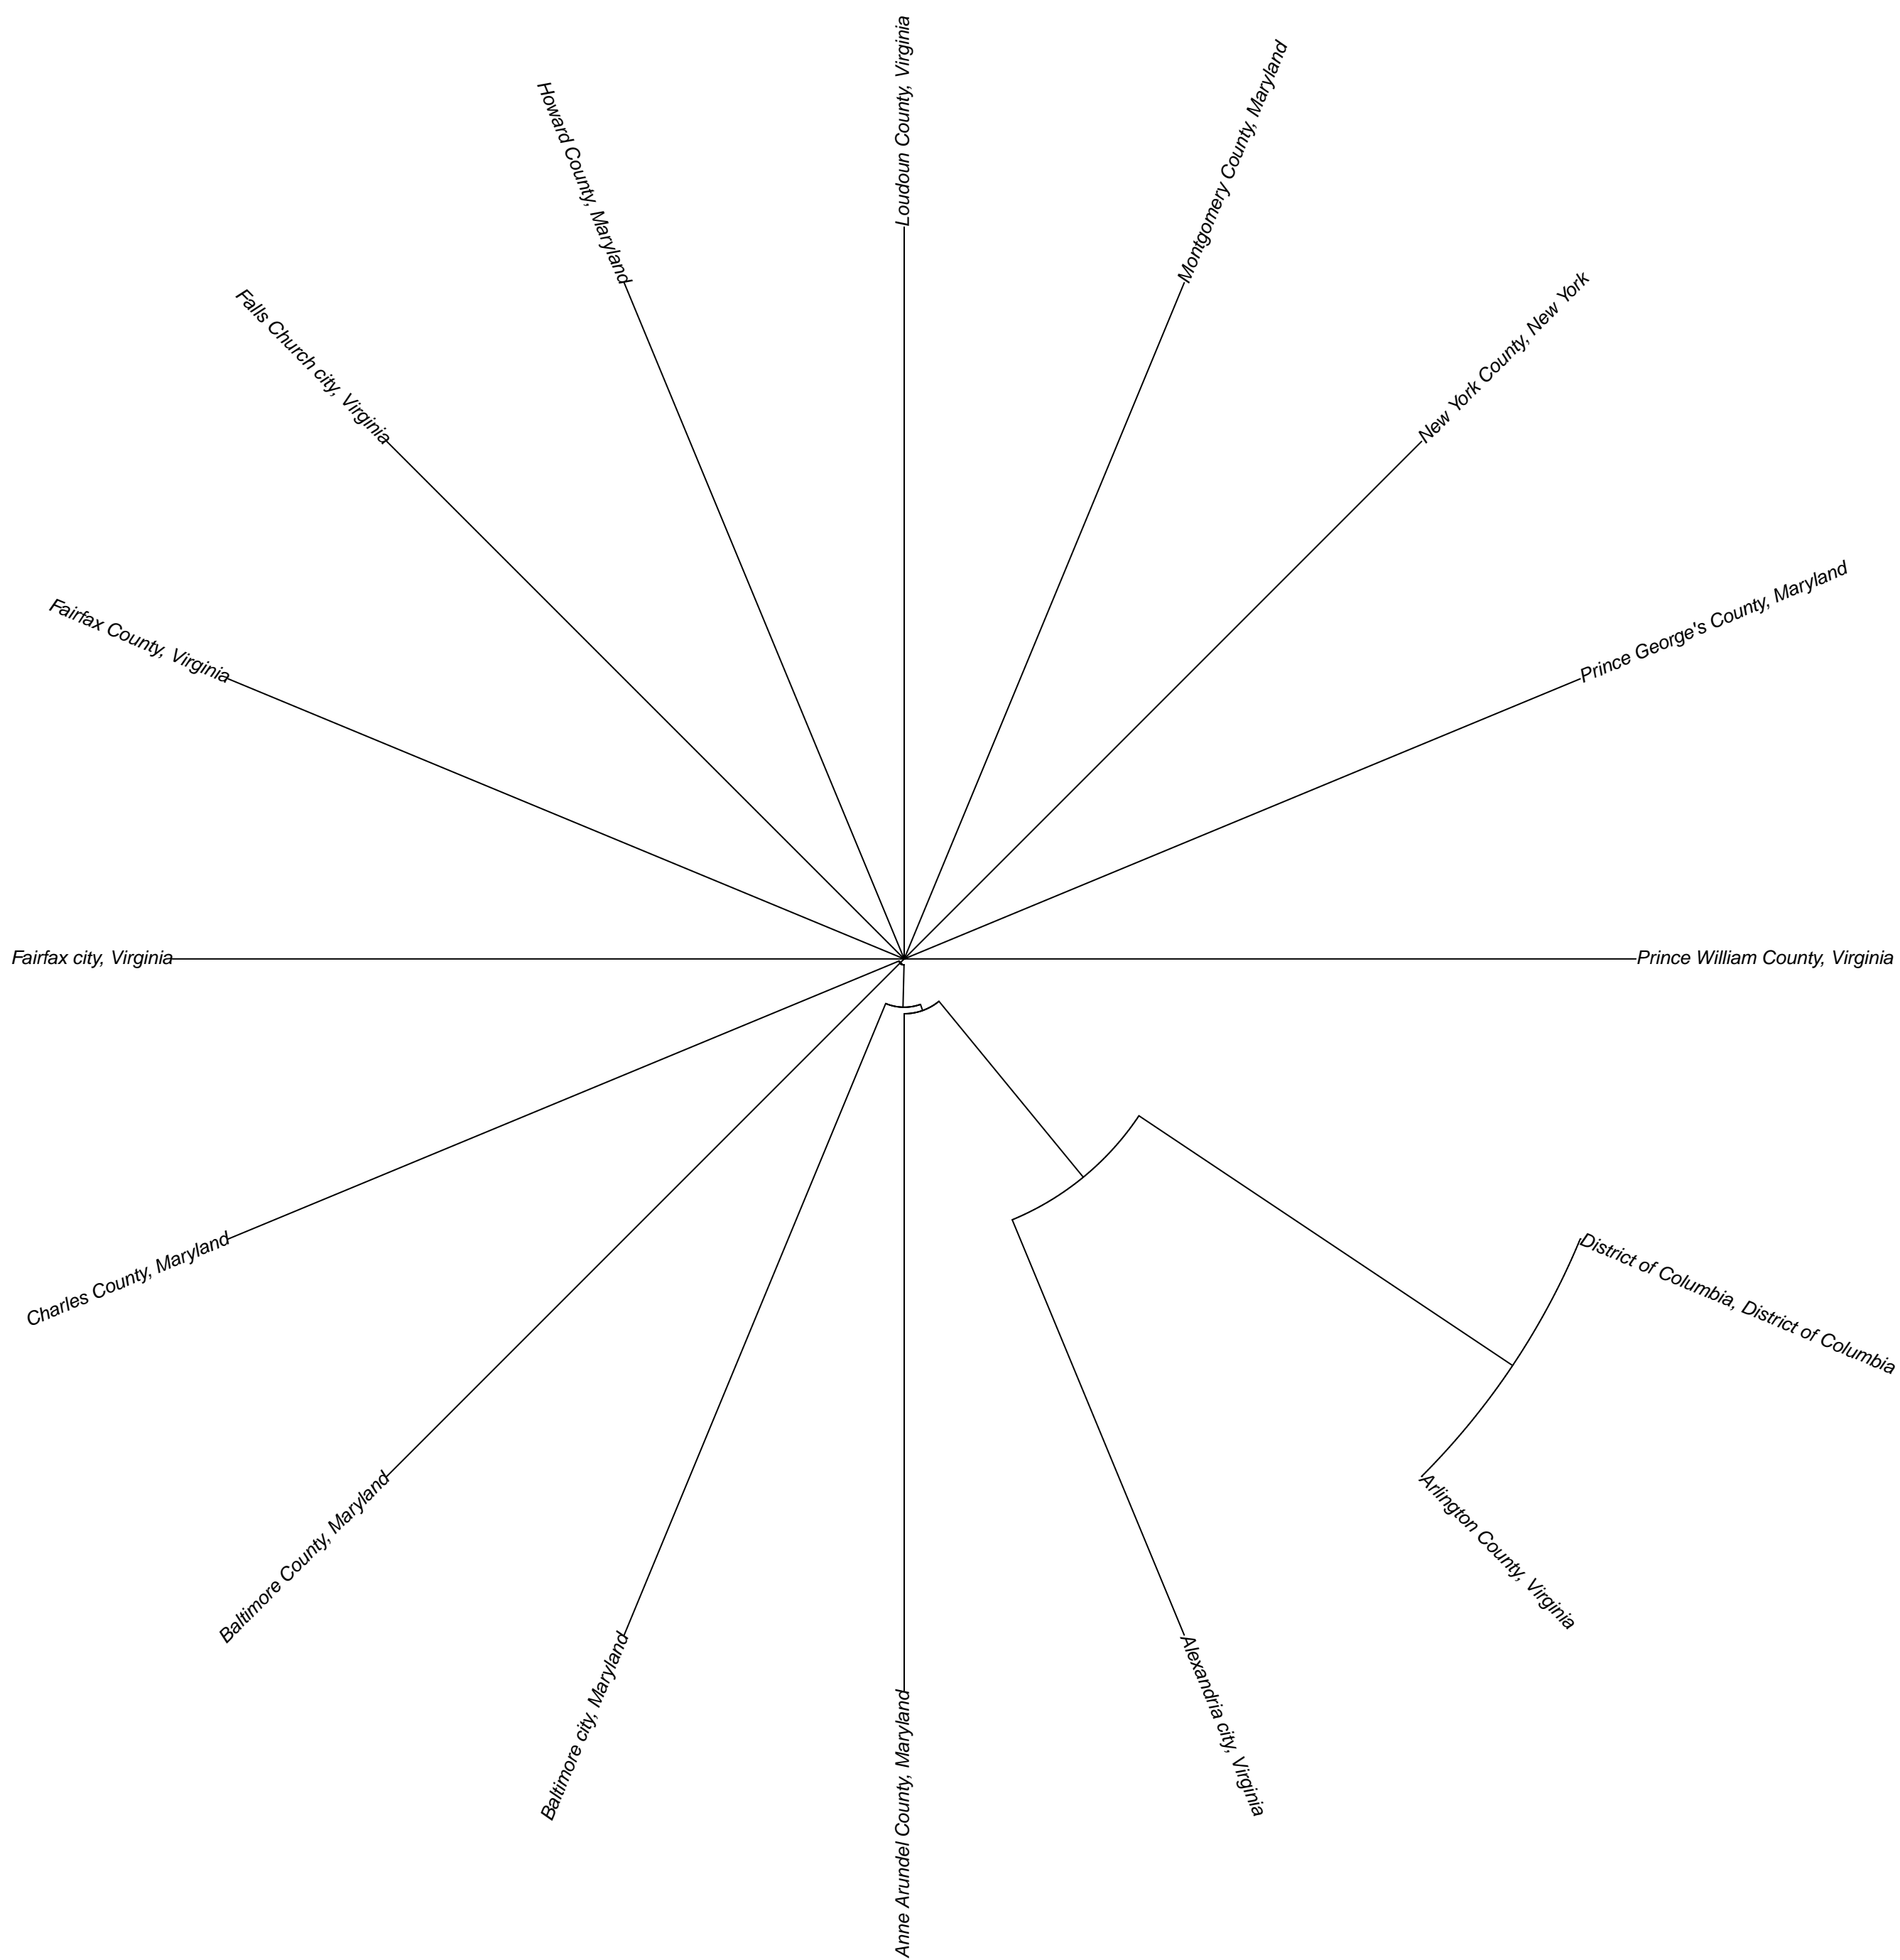 Loudoun County, Virginia
Montgomery County, Maryland
Howard County, Maryland
New York County, New York
Falls Church city, Virginia
Prince George's County, Maryland
Fairfax County, Virginia
Fairfax city, Virginia
Prince William County, Virginia
Charles County, Maryland
District of Columbia, District of Columbia
Baltimore County, Maryland
Arlington County, Virginia
Baltimore city, Maryland
Alexandria city, Virginia
Anne Arundel County, Maryland